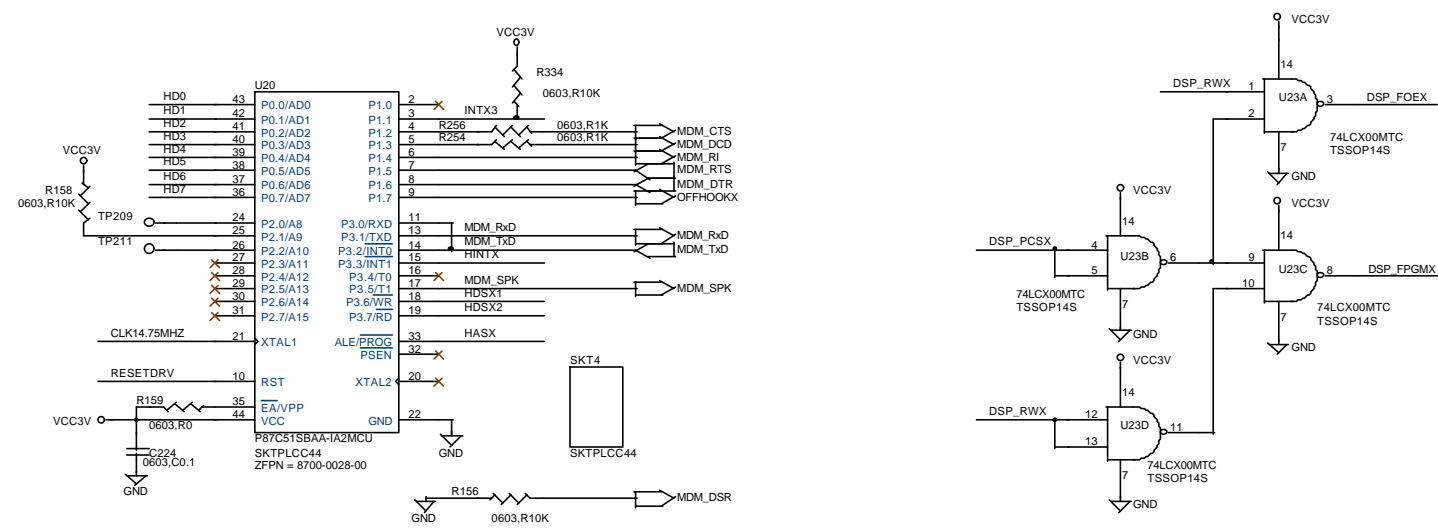 VCC3V
R334
0603,R10K
U20
HD0 43 P0.0/AD0 P1.0 2
HD1 42 P0.1/AD1 P1.1 3 INTX3
HD2 41 P0.2/AD2 P1.2 4 R256 0603,R1K MDM_CTS
HD3 40 P0.3/AD3 P1.3 5 R254 0603,R1K MDM_DCD
HD4 39 P0.4/AD4 P1.4 6 MDM_RI
HD5 38 P0.5/AD5 P1.5 7 MDM_RTS
HD6 37 P0.6/AD6 P1.6 8 MDM_DTR
HD7 36 P0.7/AD7 P1.7 9 OFFHOOKX
VCC3V
R158
0603,R10K
TP209 24 P2.0/A8 P3.0/RXD 11
25 P2.1/A9 P3.1/TXD 13 MDM_RxD MDM_RxD
TP211 26 P2.2/A10 P3.2/INT0 14 MDM_TxD MDM_TxD
27 P2.3/A11 P3.3/INT1 15 HINTX
28 P2.4/A12 P3.4/T0 16
29 P2.5/A13 P3.5/T1 17 MDM_SPK MDM_SPK
30 P2.6/A14 P3.6/WR 18 HDSX1
31 P2.7/A15 P3.7/RD 19 HDSX2
CLK14.75MHZ 21 XTAL1 ALE/PROG 33 HASX
PSEN 32
RESETDRV 10 RST XTAL2 20
R159 35 EA/VPP
VCC3V 44 VCC GND 22
0603,R0
GND
C224
0603,C0.1
GND
P87C51SBAA-IA2MCU
SKTPLCC44
ZFPN = 8700-0028-00
SKT4
SKTPLCC44
R156
GND
0603,R10K
MDM_DSR
VCC3V
14
DSP_RWX 1 U23A 3 DSP_FOEX
2
74LCX00MTC
TSSOP14S
7
GND
VCC3V
14
DSP_PCSX 4 U23B 6
5
74LCX00MTC
TSSOP14S
7
GND
VCC3V
14
9 U23C 8 DSP_FPGMX
10
74LCX00MTC
TSSOP14S
7
GND
VCC3V
14
DSP_RWX 12 U23D 11
13
74LCX00MTC
TSSOP14S
7
GND